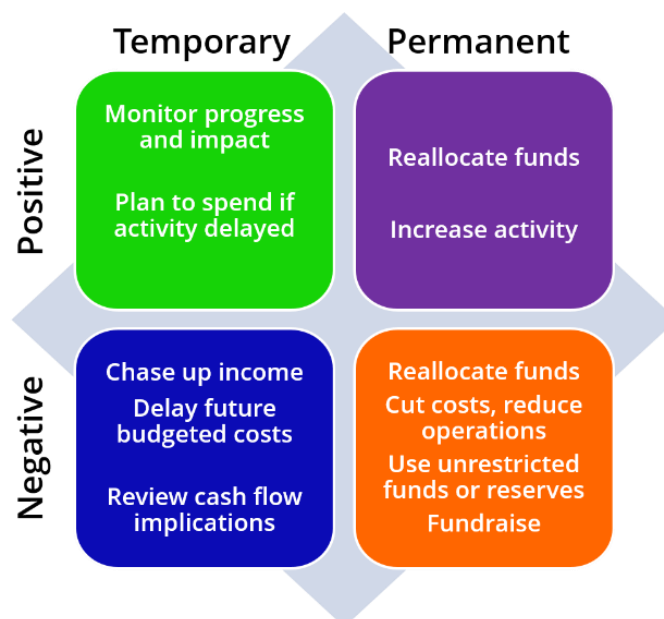 Temporary
Permanent
Positive
Monitor progress
and impact
Plan to spend if
activity delayed
Reallocate funds
Increase activity
Negative
Chase up income
Delay future
budgeted costs
Review cash flow
implications
Reallocate funds
Cut costs, reduce
operations
Use unrestricted
funds or reserves
Fundraise